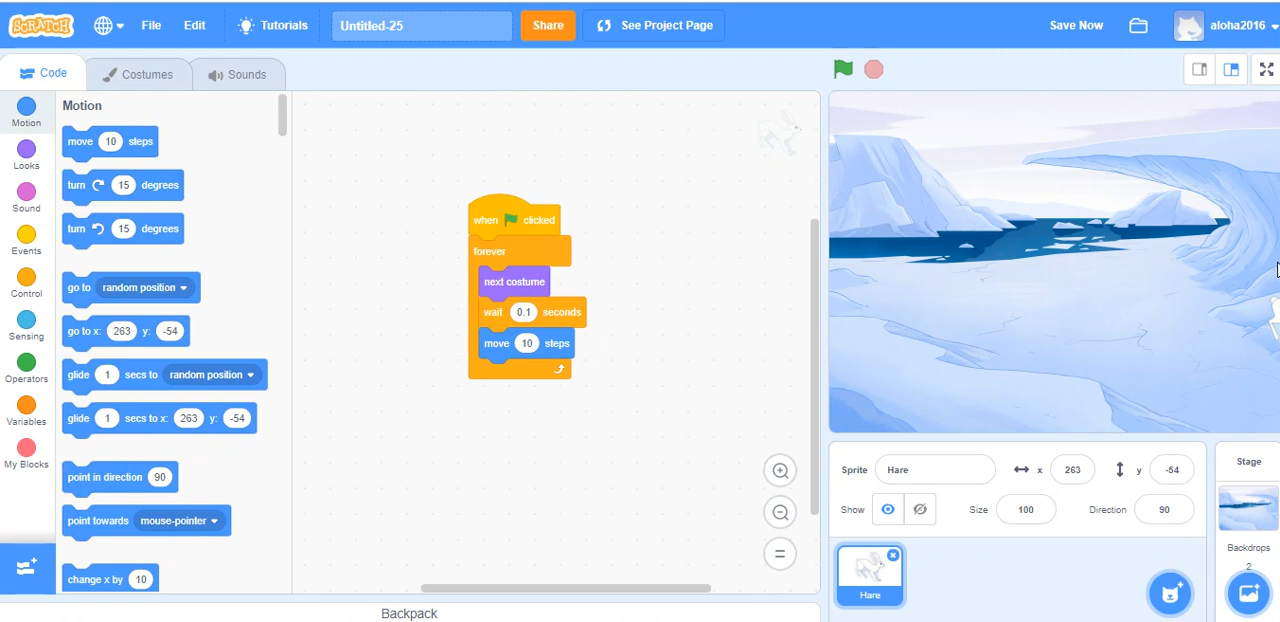 SCRATCH File Edit Tutorials Untitled-25 Share See Project Page Save Now aloha2016
Code Costumes Sounds
Motion
Looks
Sound
Events
Control
Sensing
Operators
Variables
My Blocks
Motion
move 10 steps
turn 15 degrees
turn 15 degrees
go to random position
go to x: 263 y: -54
glide 1 secs to random position
glide 1 secs to x: 263 y: -54
point in direction 90
point towards mouse-pointer
change x by 10
when clicked
forever
next costume
wait 0.1 seconds
move 10 steps
Backpack
Sprite Hare x 263 y -54
Show Size 100 Direction 90
Hare
Stage
Backdrops
2